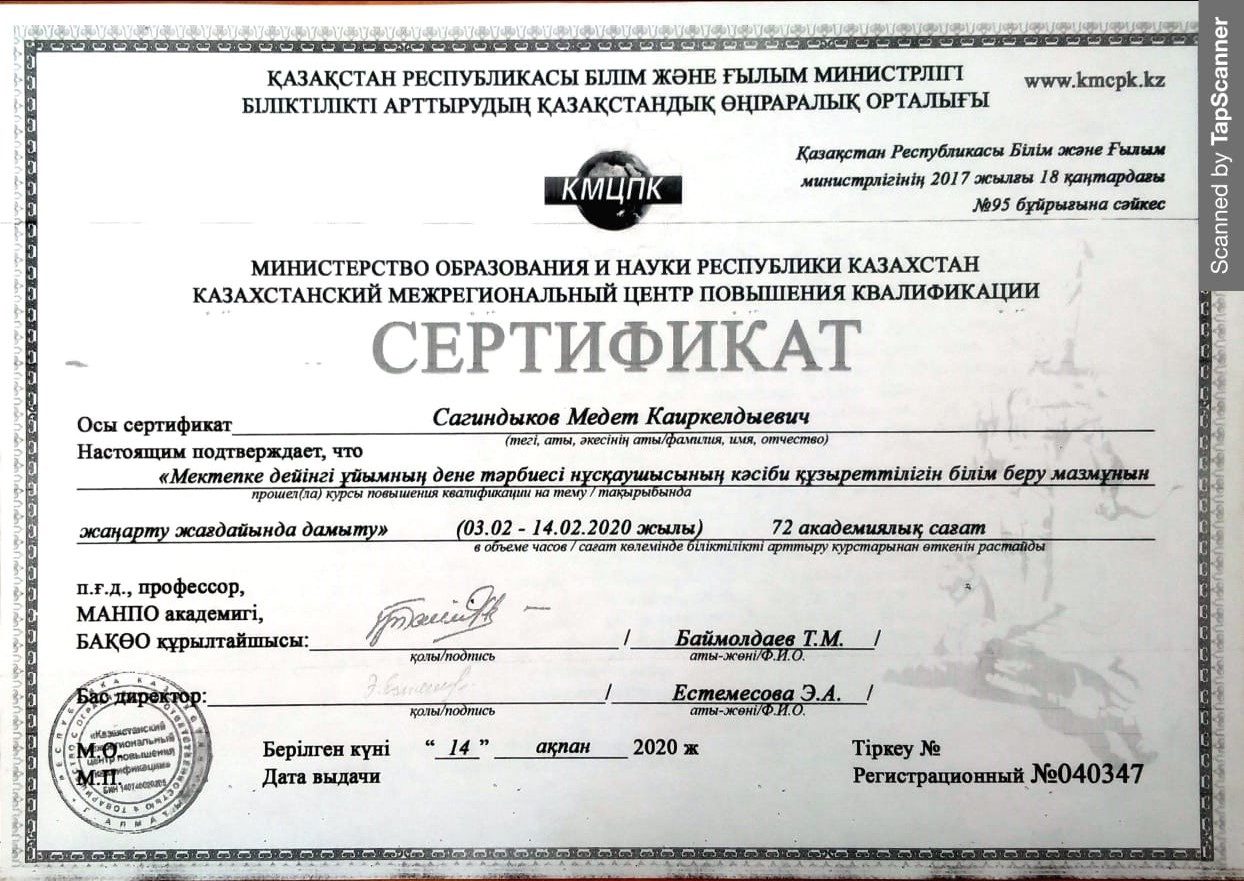 ҚАЗАҚСТАН РЕСПУБЛИКАСЫ БІЛІМ ЖӘНЕ ҒЫЛЫМ МИНИСТРЛІГІ
БІЛІКТІЛІКТІ АРТТЫРУДЫҢ ҚАЗАҚСТАНДЫҚ ӨҢІРАРАЛЫҚ ОРТАЛЫҒЫ
www.kmcpk.kz
Қазақстан Республикасы Білім және Ғылым
министрлігінің 2017 жылғы 18 қаңтардағы
№95 бұйрығына сәйкес
КМЦПК
МИНИСТЕРСТВО ОБРАЗОВАНИЯ И НАУКИ РЕСПУБЛИКИ КАЗАХСТАН
КАЗАХСТАНСКИЙ МЕЖРЕГИОНАЛЬНЫЙ ЦЕНТР ПОВЫШЕНИЯ КВАЛИФИКАЦИИ
СЕРТИФИКАТ
Осы сертификат Сагиндыков Медет Каиркелдыевич
(тегі, аты, әкесінің аты/фамилия, имя, отчество)
Настоящим подтверждает, что
«Мектепке дейінгі ұйымның дене тәрбиесі нұсқаушысының кәсіби құзыреттілігін білім беру мазмұнын
прошел(ла) курсы повышения квалификации на тему / тақырыбында
жаңарту жағдайында дамыту» (03.02 - 14.02.2020 жылы) 72 академиялық сағат
в объеме часов / сағат көлемінде біліктілікті арттыру курстарынан өткенін растайды
п.ғ.д., профессор,
МАНПО академигі,
БАҚӨО құрылтайшысы: / Баймолдаев Т.М. /
қолы/подпись аты-жөні/Ф.И.О.
Бас директор: / Естемесова Э.А. /
қолы/подпись аты-жөні/Ф.И.О.
М.О.
М.П.
«Казахстанский
межрегиональный
центр повышения
квалификации»
Берілген күні “ 14 ” ақпан 2020 ж
Дата выдачи
Тіркеу №
Регистрационный №040347
Scanned by TapScanner